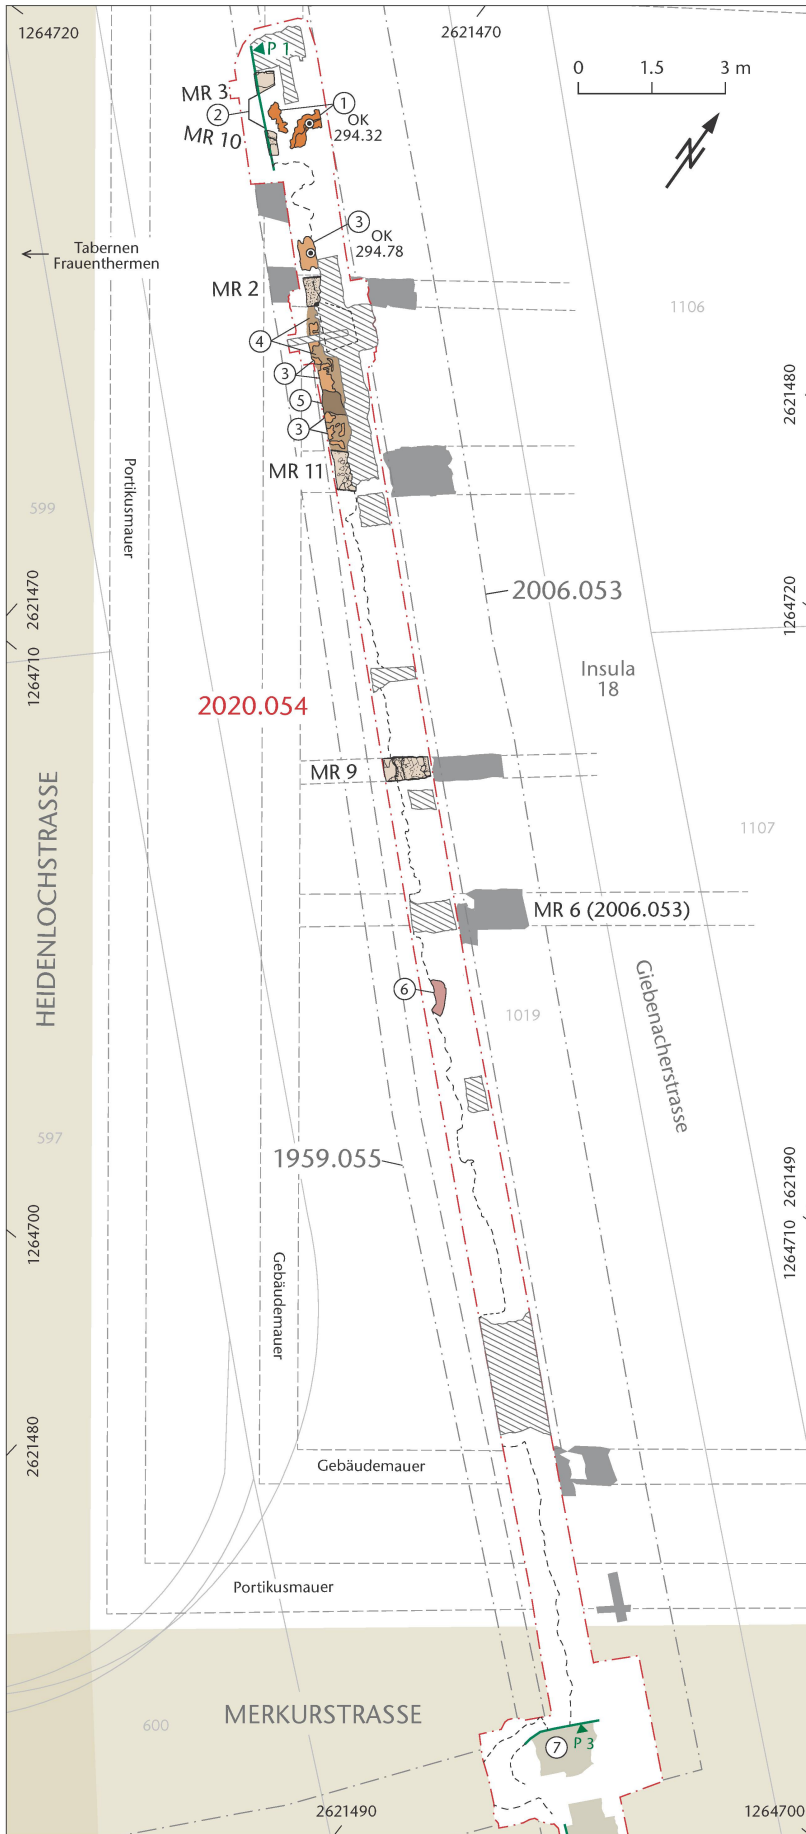 1264720
2621470
P 1
0 1.5 3 m
MR 3
1
2
OK
294.32
MR 10
N
3
OK
294.78
Tabernen
Frauenthermen
MR 2
1106
4
3
5
3
2621480
MR 11
Portikusmauer
599
2006.053
2621470
1264720
1264710
Insula
18
2020.054
MR 9
HEIDENLOCHSTRASSE
1107
MR 6 (2006.053)
6
1019
Giebenacherstrasse
597
1959.055
2621490
1264700
1264710
Gebäudemauer
2621480
Gebäudemauer
Portikusmauer
MERKURSTRASSE
600
7
P 3
2621490
1264700